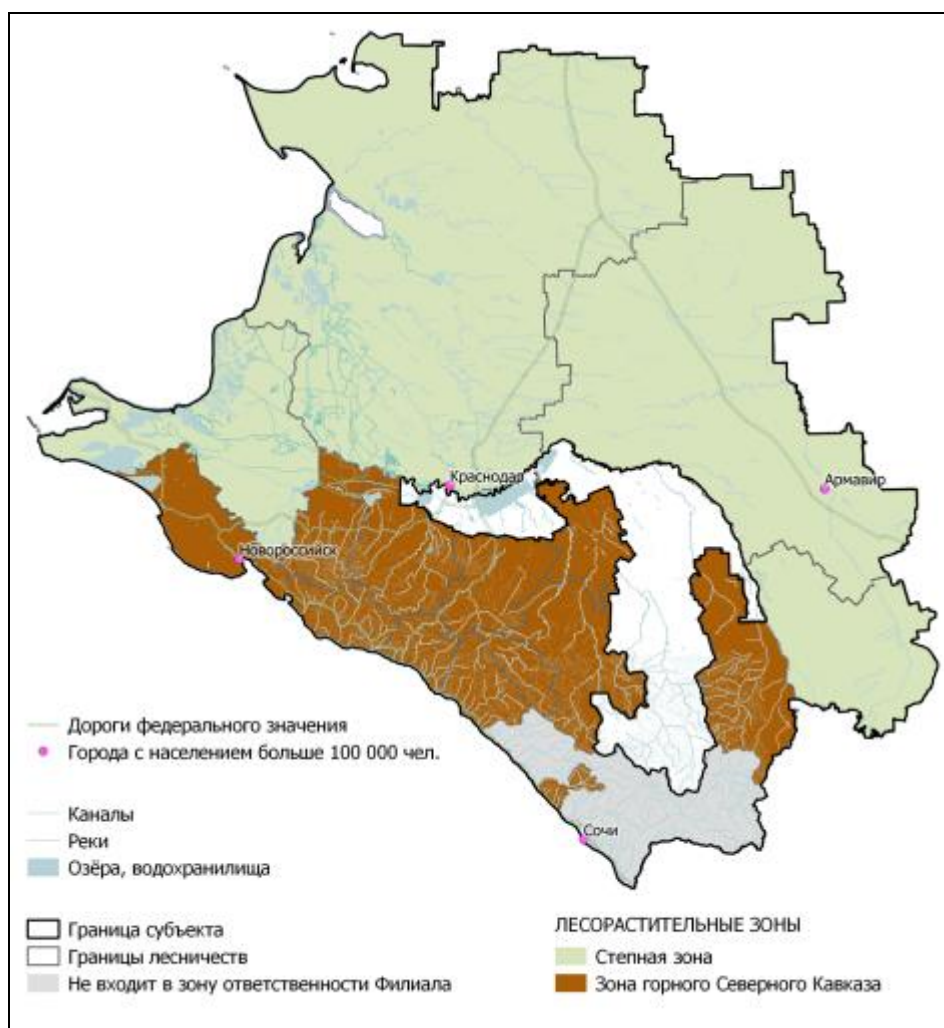 Краснодар
Армавир
Новороссийск
Сочи
Дороги федерального значения
Города с населением больше 100 000 чел.
Каналы
Реки
Озёра, водохранилища
Граница субъекта
Границы лесничеств
Не входит в зону ответственности Филиала
ЛЕСОРАСТИТЕЛЬНЫЕ ЗОНЫ
Степная зона
Зона горного Северного Кавказа